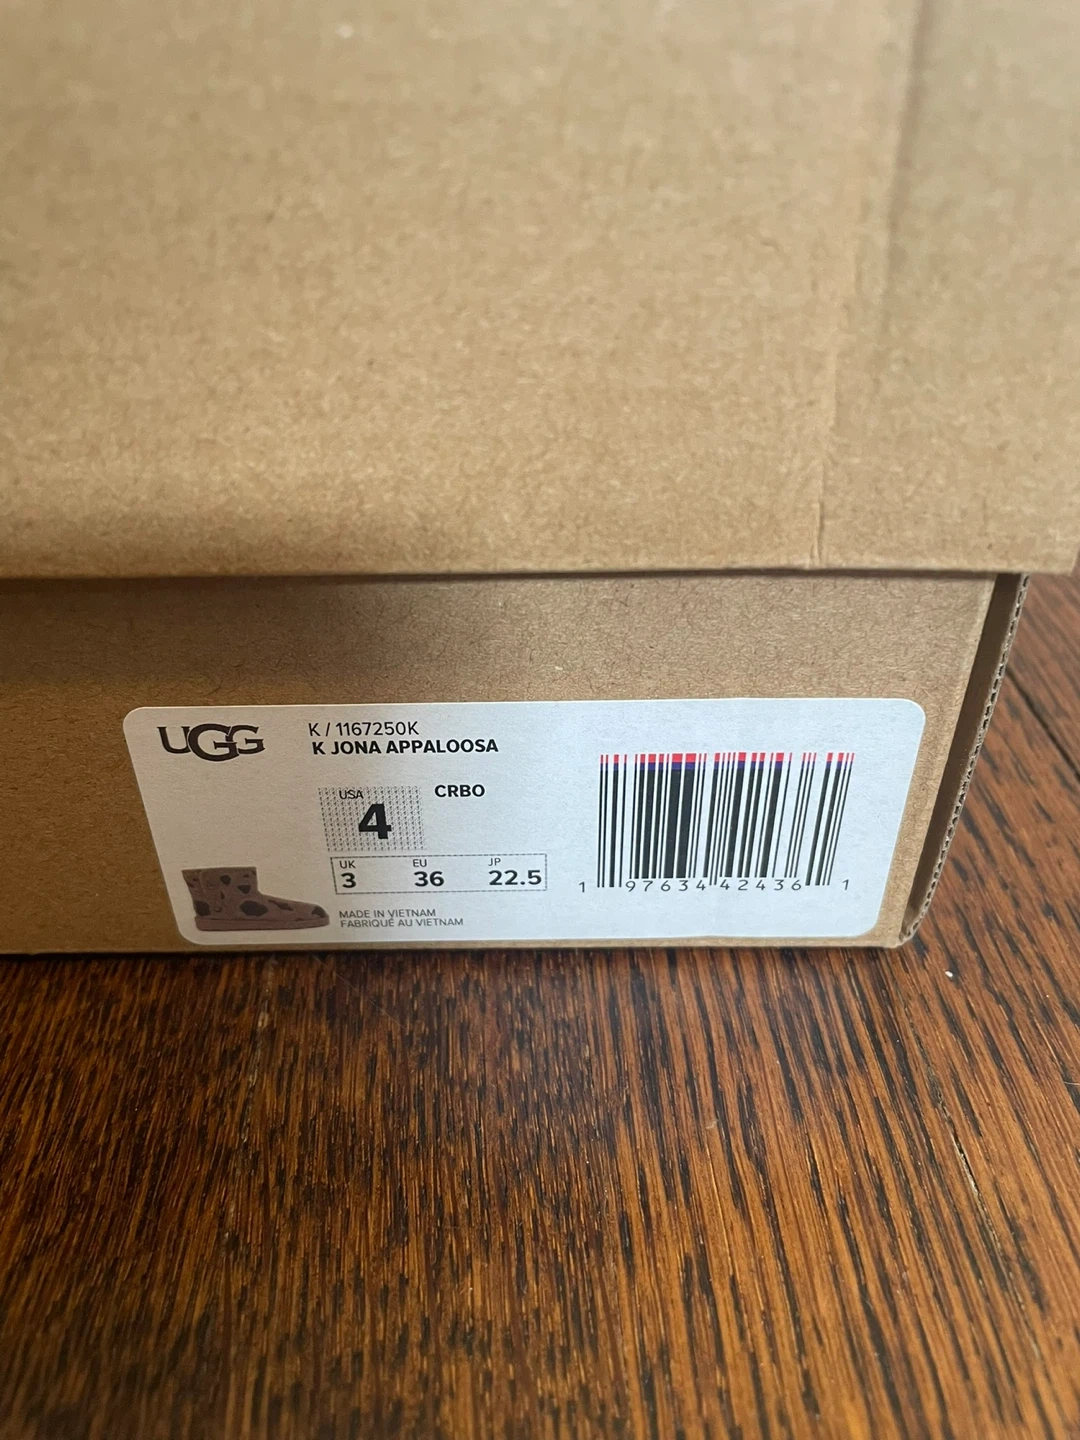 UGG
K / 1167250K
K JONA APPALOOSA
USA
4
CRBO
UK EU JP
3 36 22.5
MADE IN VIETNAM
FABRIQUÉ AU VIETNAM
1 97634 42436 1